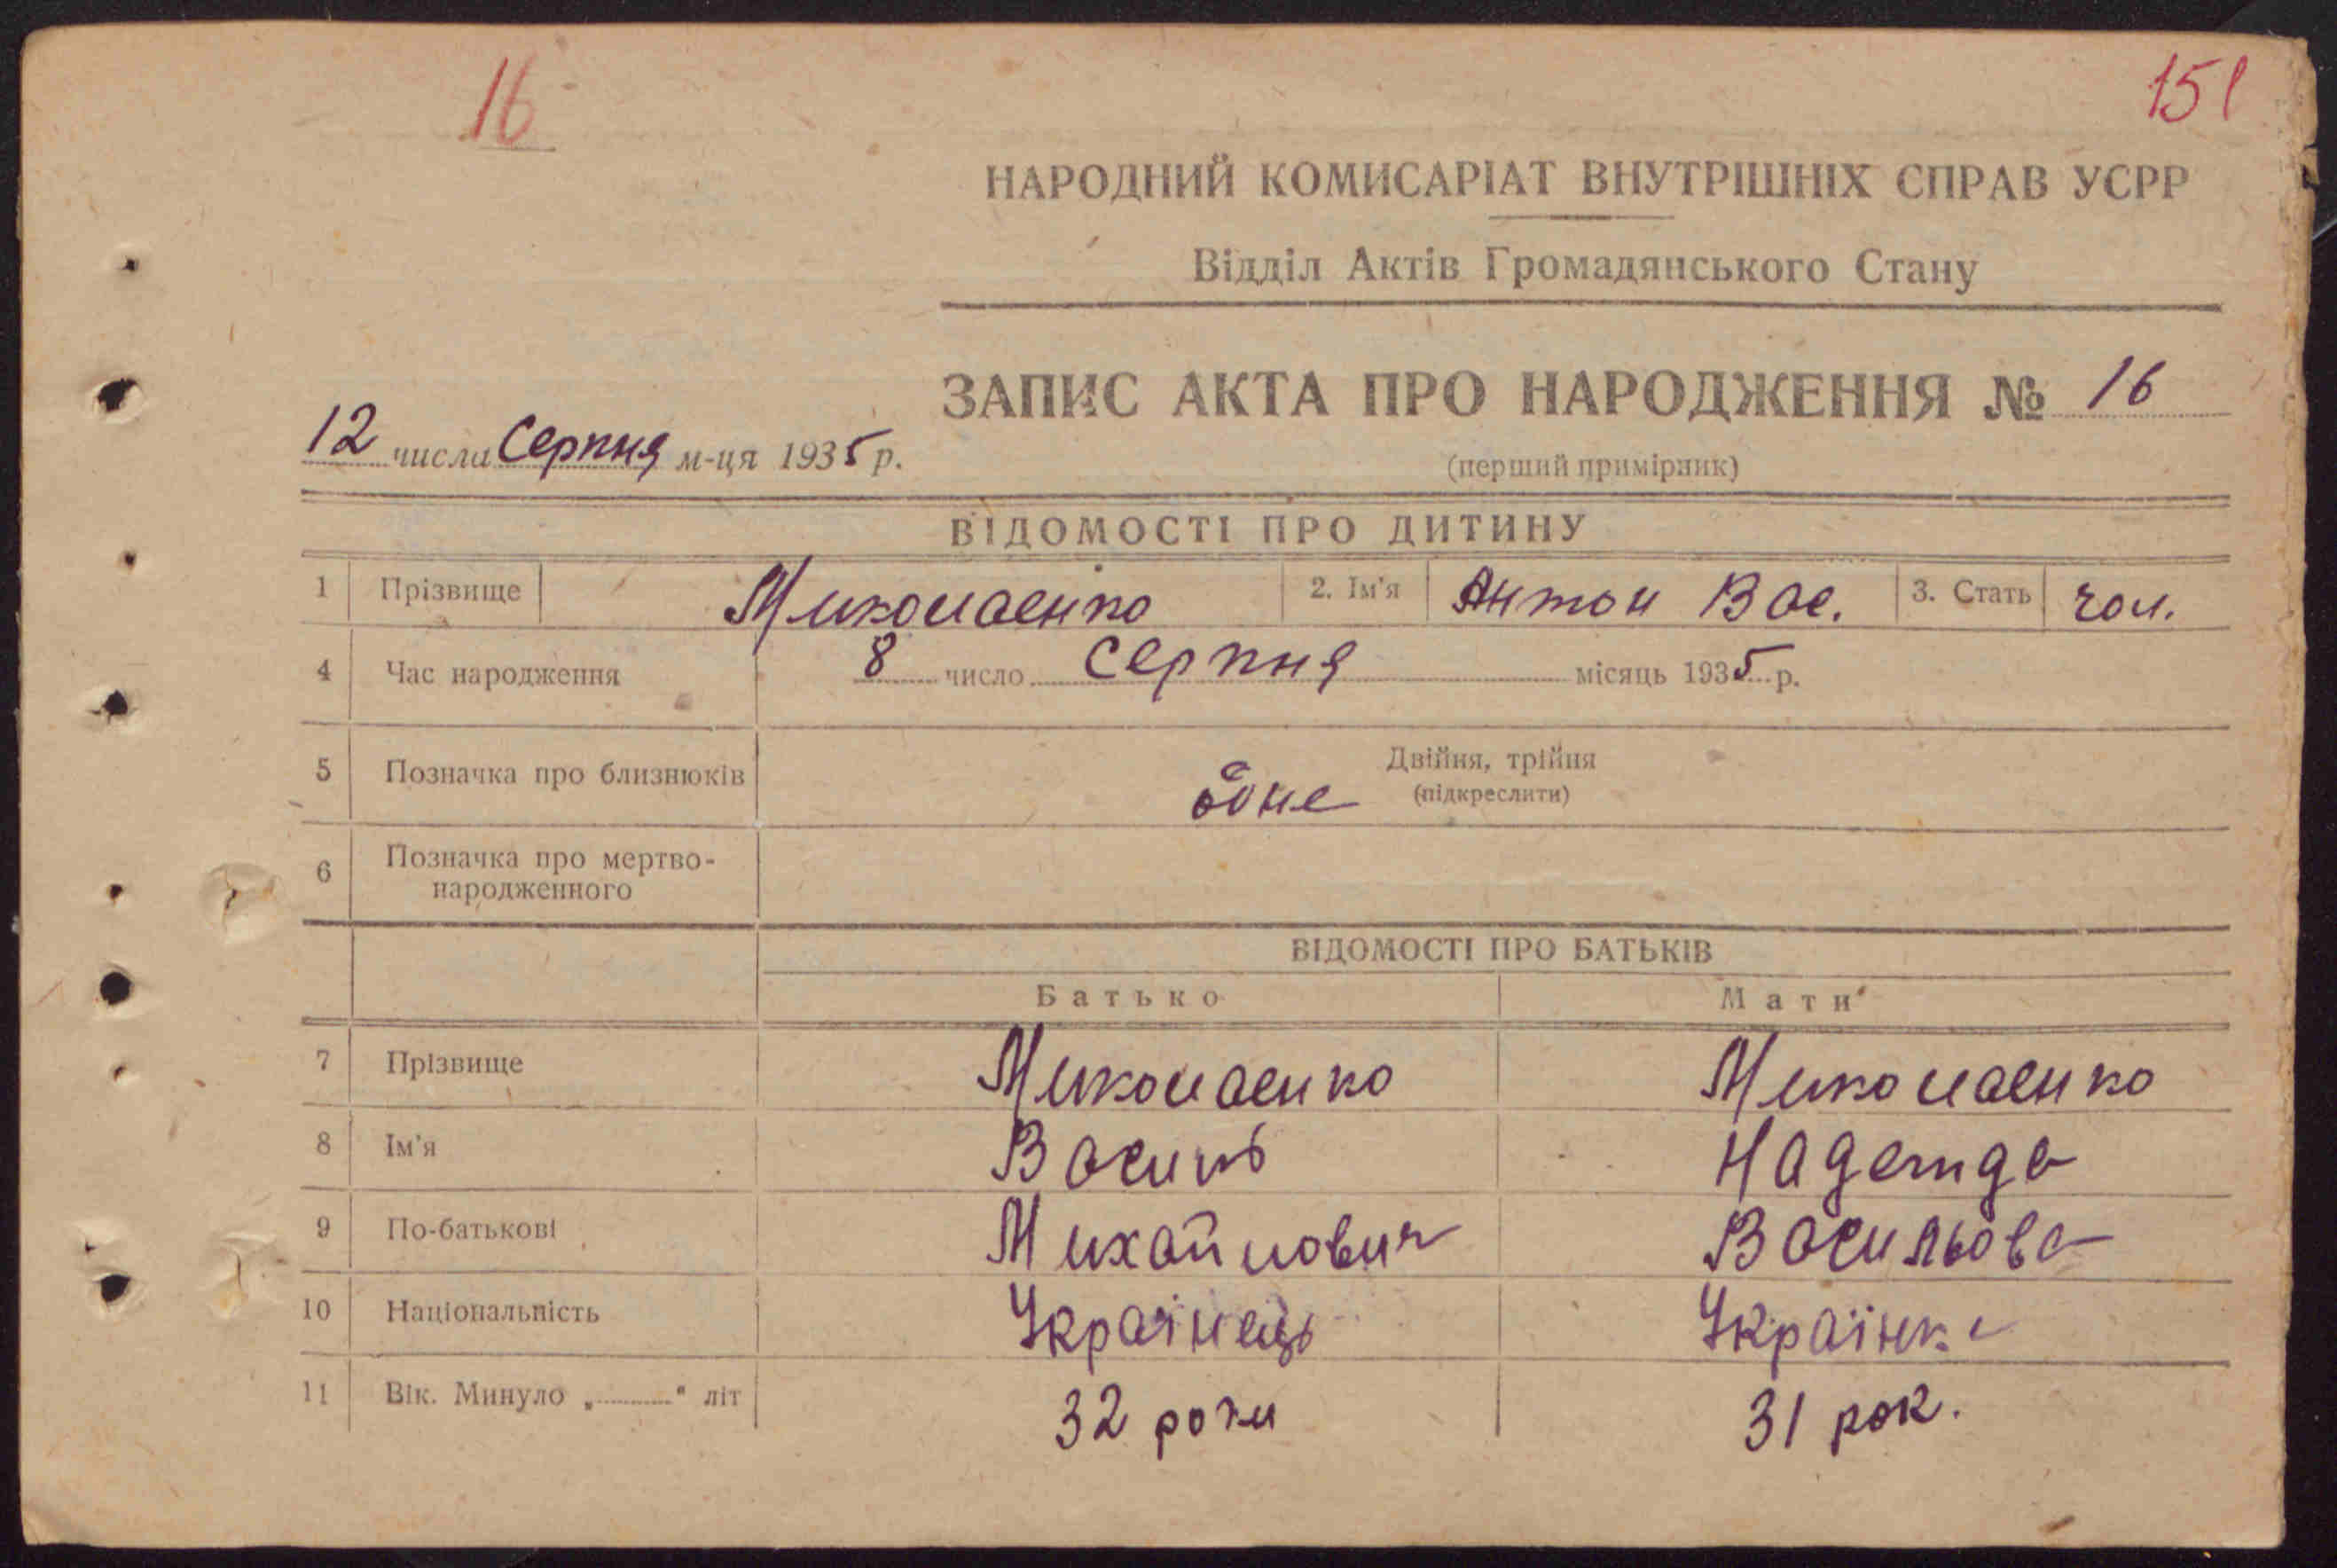 16
151
НАРОДНИЙ КОМИСАРІАТ ВНУТРІШНІХ СПРАВ УСРР
Відділ Актів Громадянського Стану
ЗАПИС АКТА ПРО НАРОДЖЕННЯ № 16
12 числа Серпня м-ця 1935 р.
(перший примірник)
ВІДОМОСТІ ПРО ДИТИНУ
1 Прізвище Миколаенко 2. Ім'я Антон Вас. 3. Стать чол.
4 Час народження 8 число серпня місяць 1935 р.
5 Позначка про близнюків одне Двійня, трійня
(підкреслити)
6 Позначка про мертво-
народженного
ВІДОМОСТІ ПРО БАТЬКІВ
Батько Мати
7 Прізвище Миколаенко Миколаенко
8 Ім'я Василь Надежда
9 По-батькові Михайлович Васильова
10 Національність Українець Українка
11 Вік. Минуло „ “ літ 32 роки 31 рок.